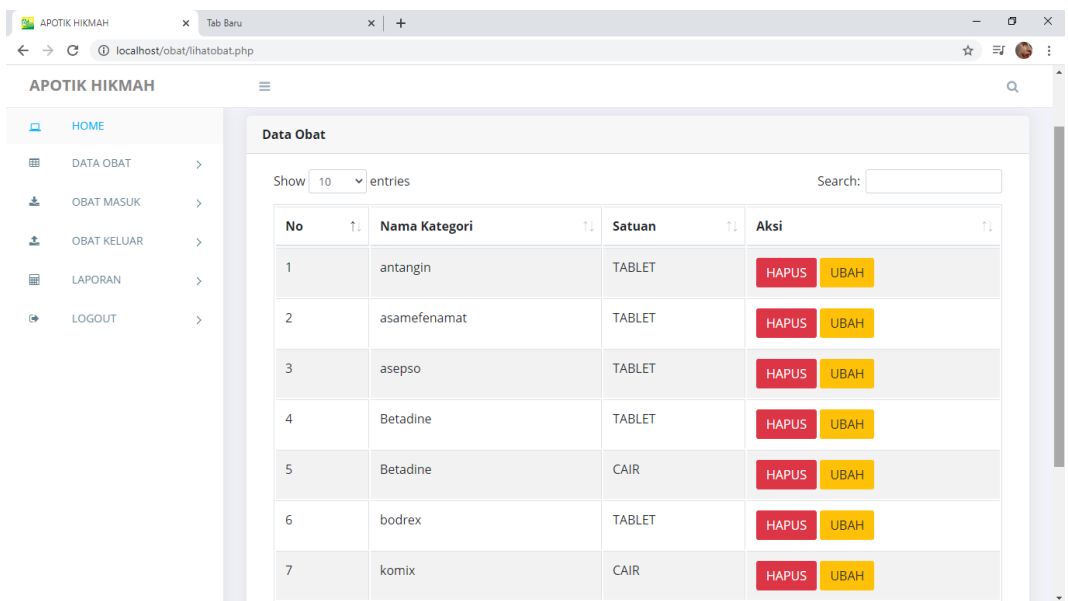 APOTIK HIKMAH
Tab Baru
localhost/obat/lihatobat.php
APOTIK HIKMAH
HOME
DATA OBAT
OBAT MASUK
OBAT KELUAR
LAPORAN
LOGOUT
Data Obat
Show 10 entries Search:
No Nama Kategori Satuan Aksi
1 antangin TABLET HAPUS UBAH
2 asamefenamat TABLET HAPUS UBAH
3 asepso TABLET HAPUS UBAH
4 Betadine TABLET HAPUS UBAH
5 Betadine CAIR HAPUS UBAH
6 bodrex TABLET HAPUS UBAH
7 komix CAIR HAPUS UBAH